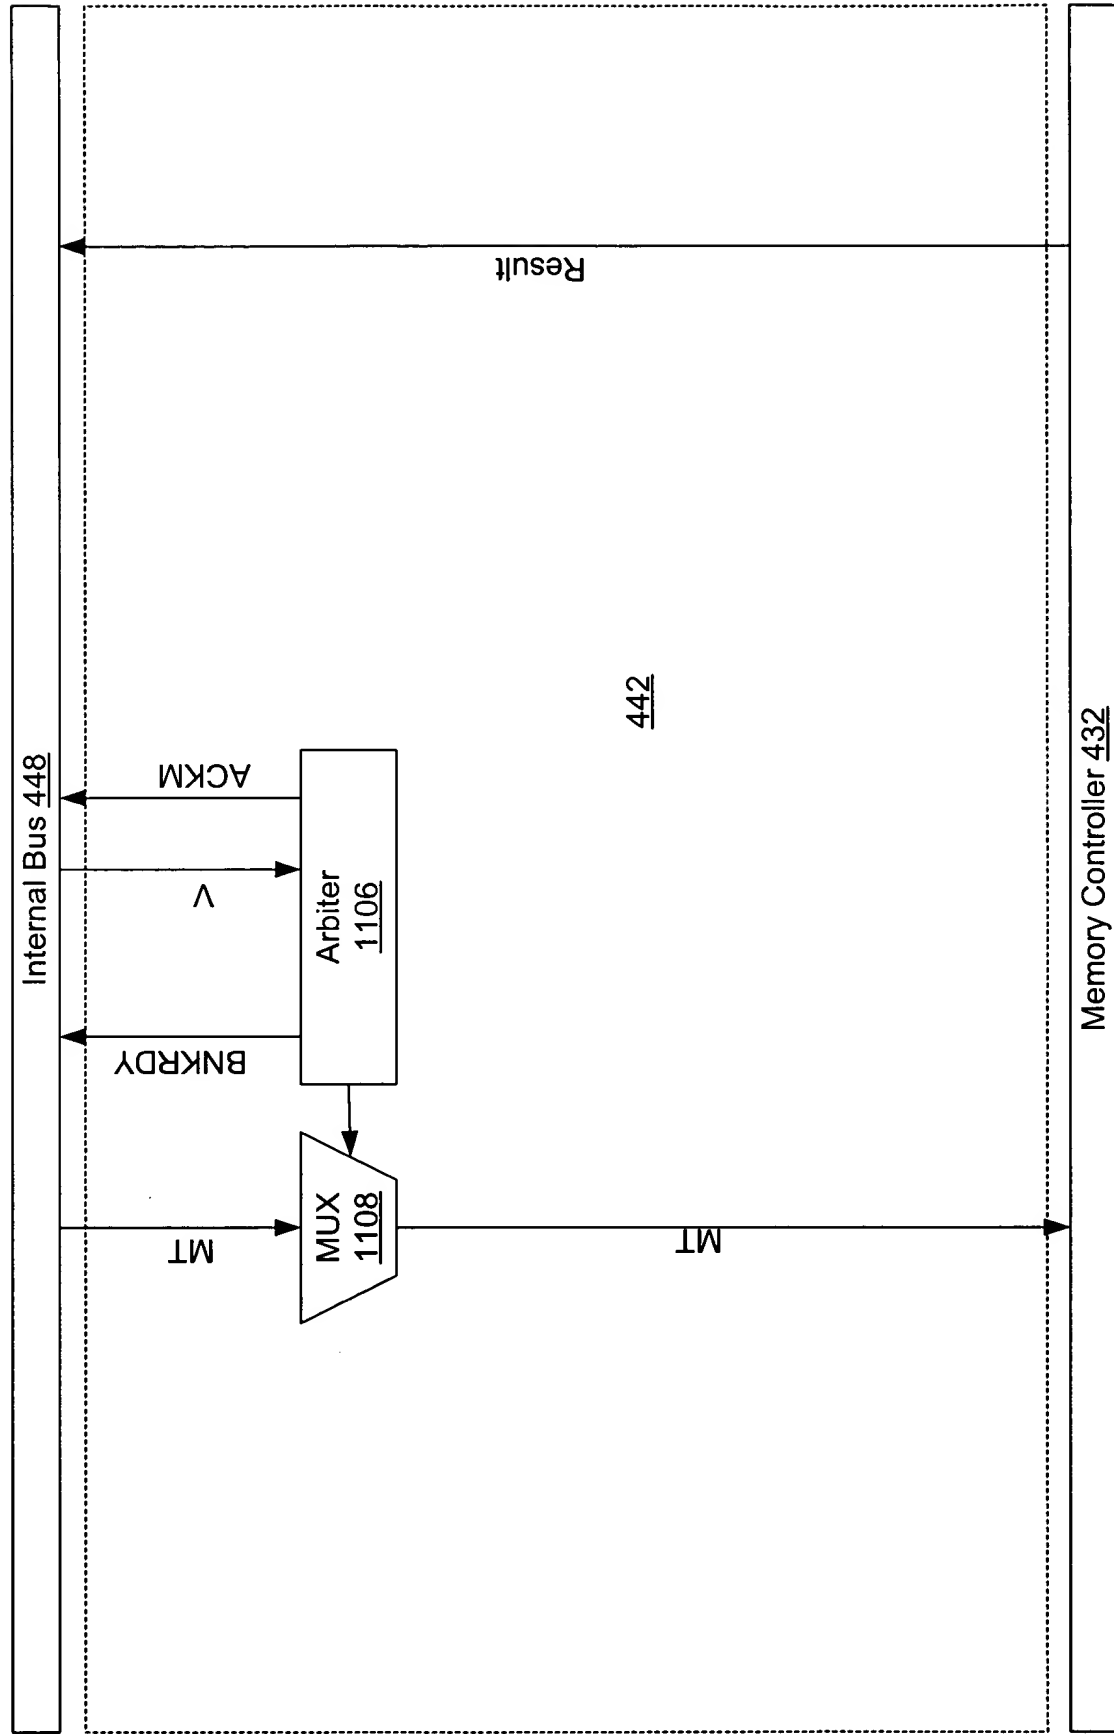 Internal Bus 448
MT
BNKRDY
V
ACKM
MUX
1108
Arbiter
1106
442
MT
Result
Memory Controller 432